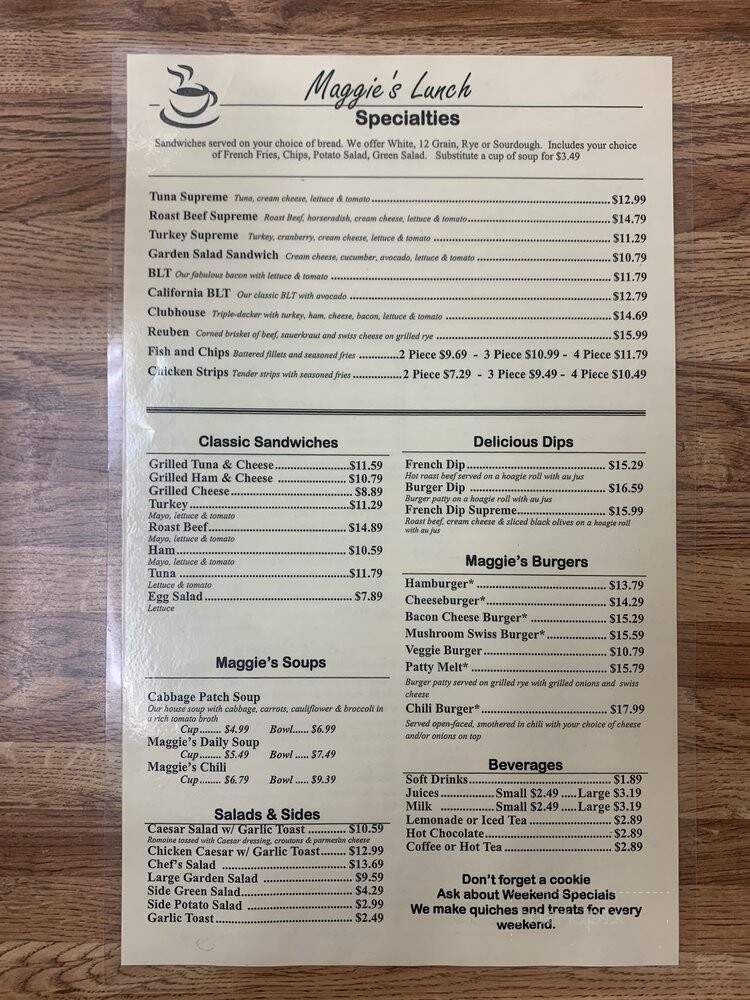 Maggie's Lunch
Specialties
Sandwiches served on your choice of bread. We offer White, 12 Grain, Rye or Sourdough. Includes your choice
of French Fries, Chips, Potato Salad, Green Salad. Substitute a cup of soup for $3.49
Tuna Supreme Tuna, cream cheese, lettuce & tomato $12.99
Roast Beef Supreme Roast Beef, horseradish, cream cheese, lettuce & tomato $14.79
Turkey Supreme Turkey, cranberry, cream cheese, lettuce & tomato $11.29
Garden Salad Sandwich Cream cheese, cucumber, avocado, lettuce & tomato $10.79
BLT Our fabulous bacon with lettuce & tomato $11.79
California BLT Our classic BLT with avocado $12.79
Clubhouse Triple-decker with turkey, ham, cheese, bacon, lettuce & tomato $14.69
Reuben Corned brisket of beef, sauerkraut and swiss cheese on grilled rye $15.99
Fish and Chips Battered fillets and seasoned fries 2 Piece $9.69 - 3 Piece $10.99 - 4 Piece $11.79
Chicken Strips Tender strips with seasoned fries 2 Piece $7.29 - 3 Piece $9.49 - 4 Piece $10.49
Classic Sandwiches
Grilled Tuna & Cheese $11.59
Grilled Ham & Cheese $10.79
Grilled Cheese $8.89
Turkey $11.29
Mayo, lettuce & tomato
Roast Beef $14.89
Mayo, lettuce & tomato
Ham $10.59
Mayo, lettuce & tomato
Tuna $11.79
Lettuce & tomato
Egg Salad $7.89
Lettuce
Maggie's Soups
Cabbage Patch Soup
Our house soup with cabbage, carrots, cauliflower & broccoli in
a rich tomato broth
Cup $4.99 Bowl $6.99
Maggie's Daily Soup
Cup $5.49 Bowl $7.49
Maggie's Chili
Cup $6.79 Bowl $9.39
Salads & Sides
Caesar Salad w/ Garlic Toast $10.59
Romaine tossed with Caesar dressing, croutons & parmesan cheese
Chicken Caesar w/ Garlic Toast $12.99
Chef's Salad $13.69
Large Garden Salad $9.59
Side Green Salad $4.29
Side Potato Salad $2.99
Garlic Toast $2.49
Delicious Dips
French Dip $15.29
Hot roast beef served on a hoagie roll with au jus
Burger Dip $16.59
Burger patty on a hoagie roll with au jus
French Dip Supreme $15.99
Roast beef, cream cheese & sliced black olives on a hoagie roll
with au jus
Maggie's Burgers
Hamburger* $13.79
Cheeseburger* $14.29
Bacon Cheese Burger* $15.29
Mushroom Swiss Burger* $15.59
Veggie Burger $10.79
Patty Melt* $15.79
Burger patty served on grilled rye with grilled onions and swiss
cheese
Chili Burger* $17.99
Served open-faced, smothered in chili with your choice of cheese
and/or onions on top
Beverages
Soft Drinks $1.89
Juices Small $2.49 Large $3.19
Milk Small $2.49 Large $3.19
Lemonade or Iced Tea $2.89
Hot Chocolate $2.89
Coffee or Hot Tea $2.89
Don't forget a cookie
Ask about Weekend Specials
We make quiches and treats for every
weekend.